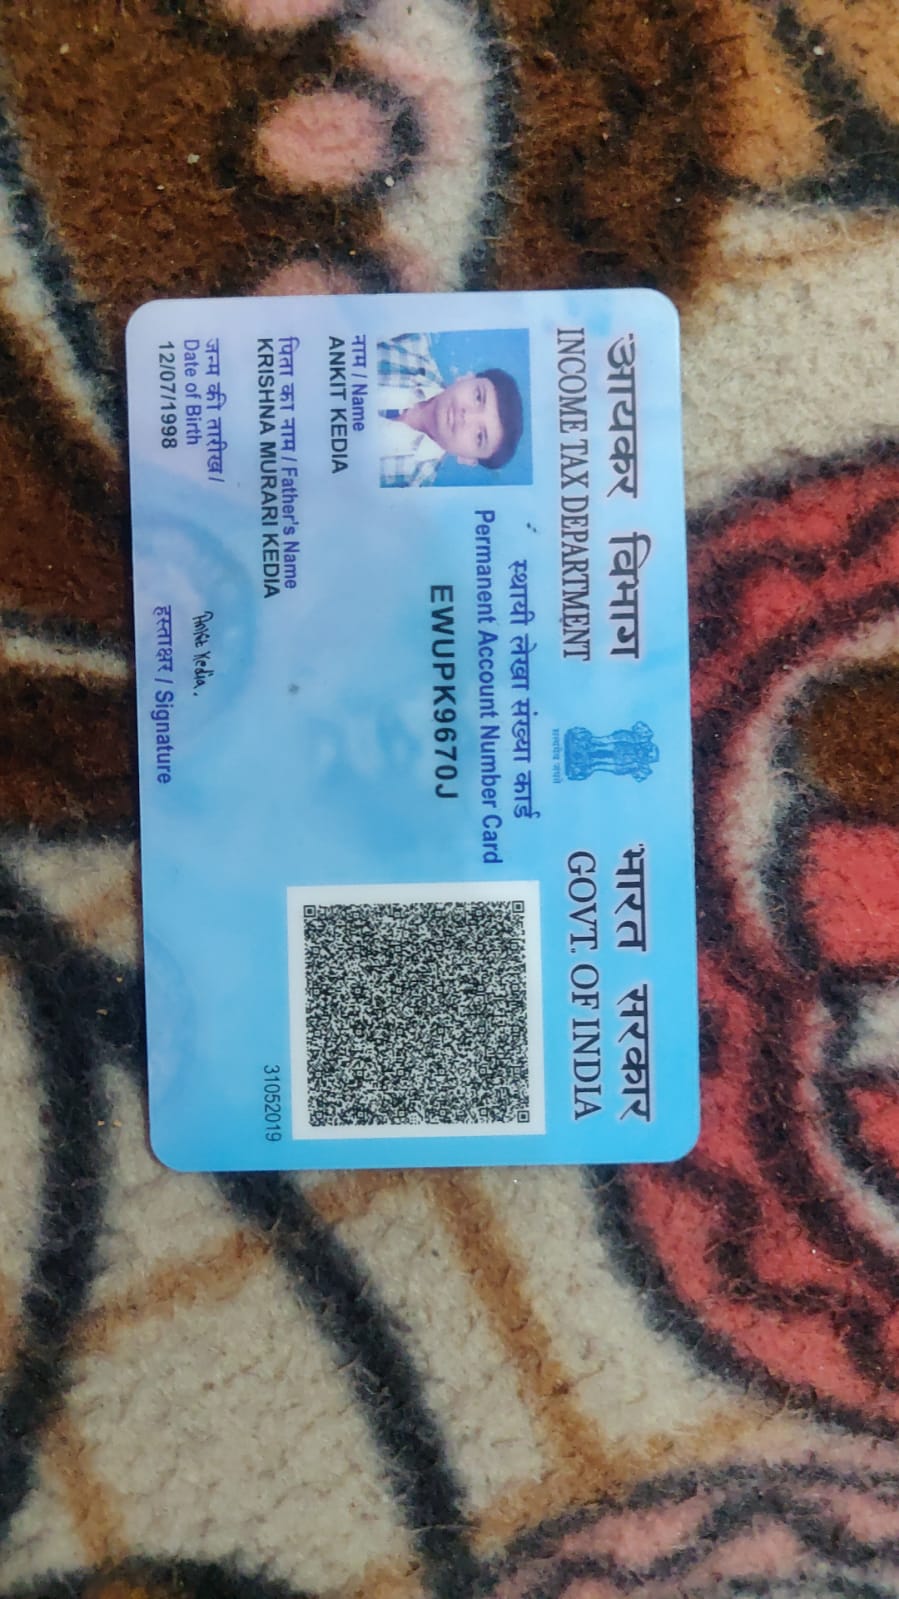 आयकर विभाग
INCOME TAX DEPARTMENT
सत्यमेव जयते
भारत सरकार
GOVT. OF INDIA
स्थायी लेखा संख्या कार्ड
Permanent Account Number Card
EWUPK9670J
नाम / Name
ANKIT KEDIA
पिता का नाम / Father's Name
KRISHNA MURARI KEDIA
जन्म की तारीख /
Date of Birth
12/07/1998
Ankit Kedia.
हस्ताक्षर / Signature
31052019